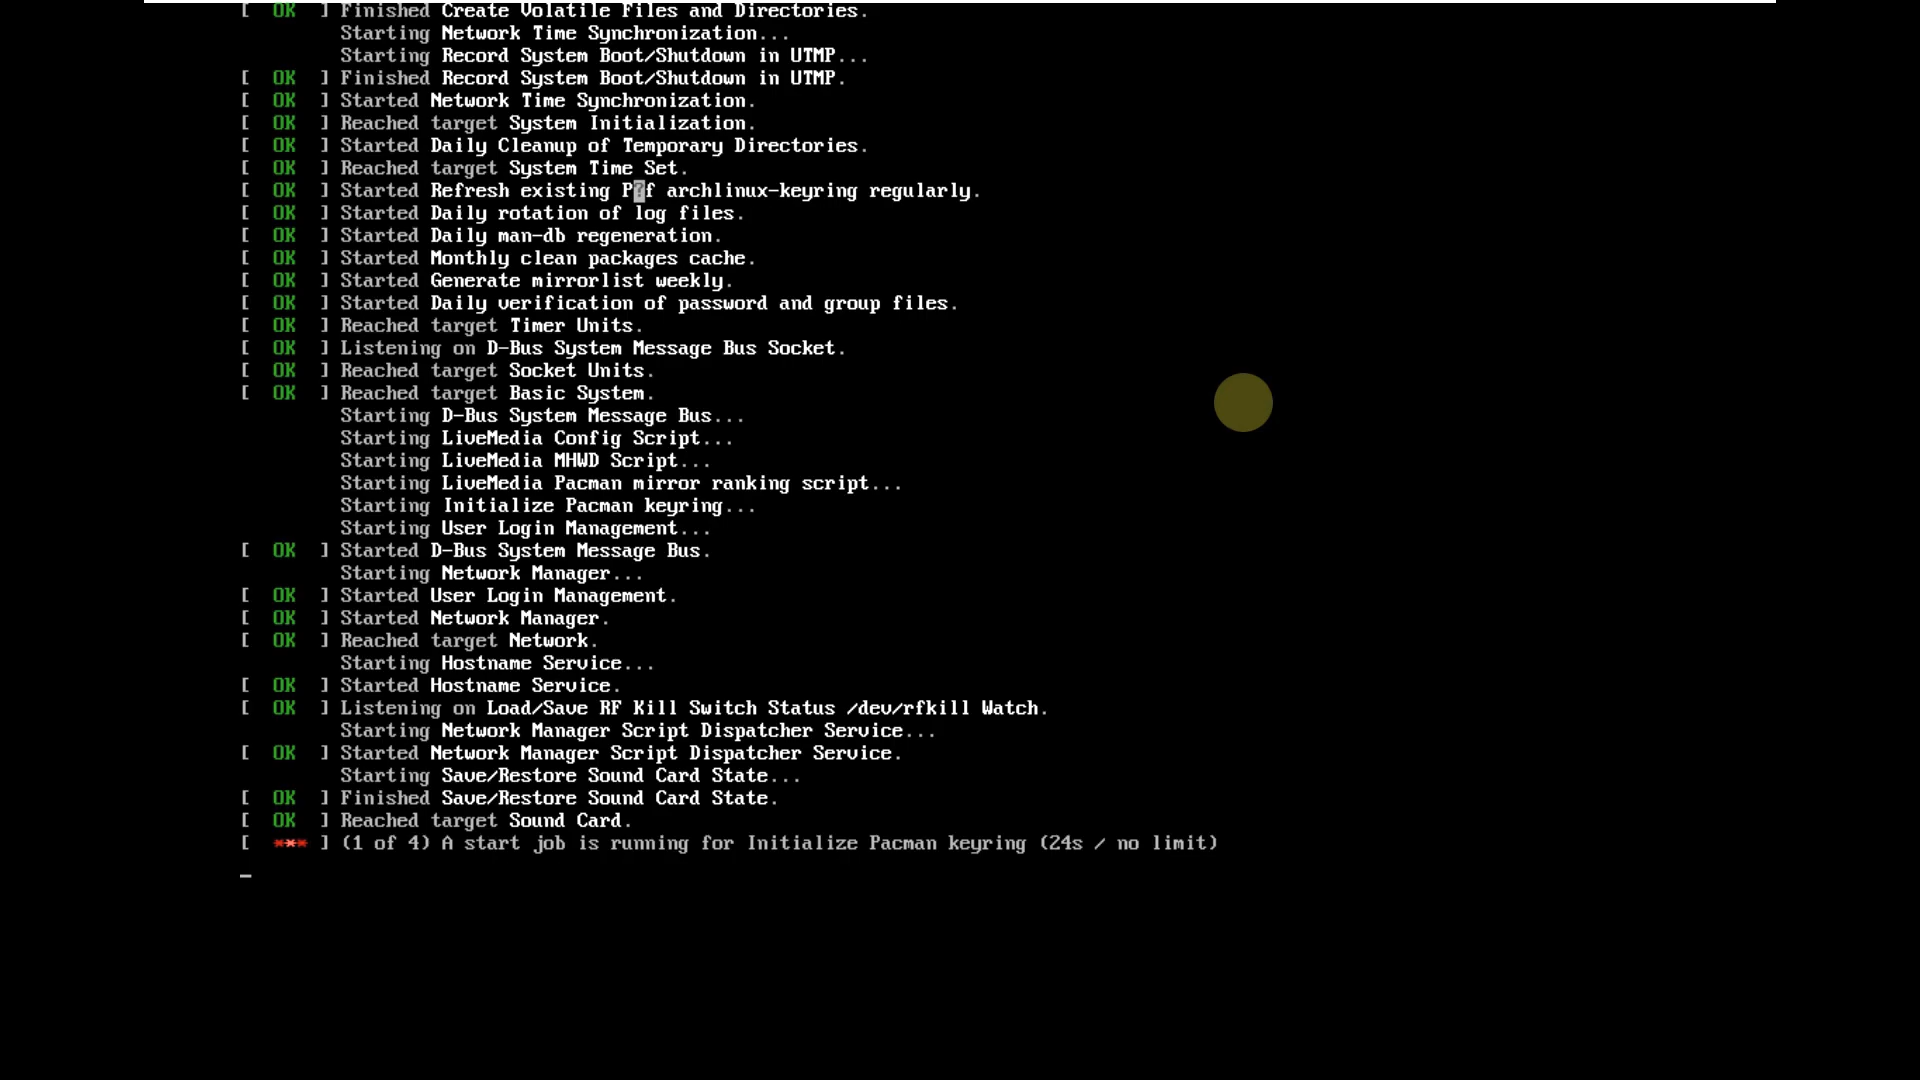 [  OK  ] Finished Create Volatile Files and Directories.
Starting Network Time Synchronization...
Starting Record System Boot/Shutdown in UTMP...
[  OK  ] Finished Record System Boot/Shutdown in UTMP.
[  OK  ] Started Network Time Synchronization.
[  OK  ] Reached target System Initialization.
[  OK  ] Started Daily Cleanup of Temporary Directories.
[  OK  ] Reached target System Time Set.
[  OK  ] Started Refresh existing P?f archlinux-keyring regularly.
[  OK  ] Started Daily rotation of log files.
[  OK  ] Started Daily man-db regeneration.
[  OK  ] Started Monthly clean packages cache.
[  OK  ] Started Generate mirrorlist weekly.
[  OK  ] Started Daily verification of password and group files.
[  OK  ] Reached target Timer Units.
[  OK  ] Listening on D-Bus System Message Bus Socket.
[  OK  ] Reached target Socket Units.
[  OK  ] Reached target Basic System.
Starting D-Bus System Message Bus...
Starting LiveMedia Config Script...
Starting LiveMedia MHWD Script...
Starting LiveMedia Pacman mirror ranking script...
Starting Initialize Pacman keyring...
Starting User Login Management...
[  OK  ] Started D-Bus System Message Bus.
Starting Network Manager...
[  OK  ] Started User Login Management.
[  OK  ] Started Network Manager.
[  OK  ] Reached target Network.
Starting Hostname Service...
[  OK  ] Started Hostname Service.
[  OK  ] Listening on Load/Save RF Kill Switch Status /dev/rfkill Watch.
Starting Network Manager Script Dispatcher Service...
[  OK  ] Started Network Manager Script Dispatcher Service.
Starting Save/Restore Sound Card State...
[  OK  ] Finished Save/Restore Sound Card State.
[  OK  ] Reached target Sound Card.
[  *** ] (1 of 4) A start job is running for Initialize Pacman keyring (24s / no limit)